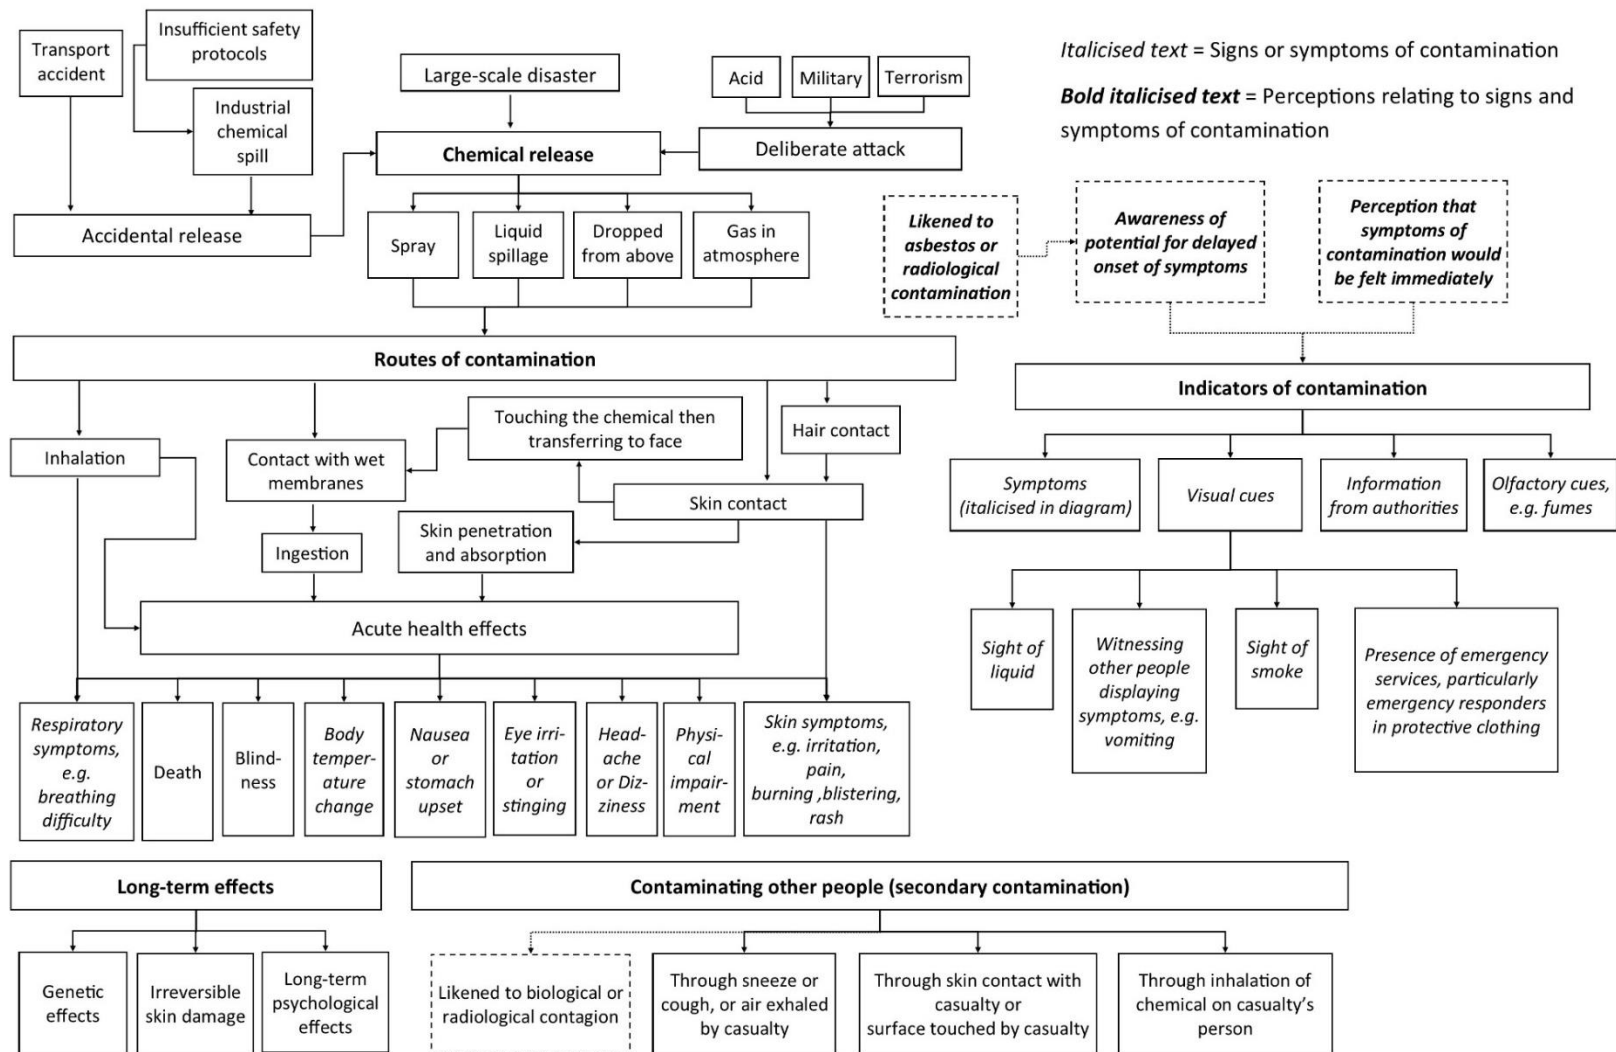 Transport
accident
Insufficient safety
protocols
Industrial
chemical
spill
Accidental release
Large-scale disaster
Acid
Military
Terrorism
Deliberate attack
Chemical release
Spray
Liquid
spillage
Dropped
from above
Gas in
atmosphere
Italicised text = Signs or symptoms of contamination
Bold italicised text = Perceptions relating to signs and
symptoms of contamination
Likened to
asbestos or
radiological
contamination
Awareness of
potential for delayed
onset of symptoms
Perception that
symptoms of
contamination would
be felt immediately
Routes of contamination
Inhalation
Contact with wet
membranes
Touching the chemical then
transferring to face
Hair contact
Skin contact
Ingestion
Skin penetration
and absorption
Acute health effects
Respiratory
symptoms,
e.g.
breathing
difficulty
Death
Blind-
ness
Body
temper-
ature
change
Nausea
or
stomach
upset
Eye irri-
tation
or
stinging
Head-
ache
or Diz-
ziness
Physi-
cal
impair-
ment
Skin symptoms,
e.g. irritation,
pain,
burning ,blistering,
rash
Indicators of contamination
Symptoms
(italicised in diagram)
Visual cues
Information
from authorities
Olfactory cues,
e.g. fumes
Sight of
liquid
Witnessing
other people
displaying
symptoms, e.g.
vomiting
Sight of
smoke
Presence of emergency
services, particularly
emergency responders
in protective clothing
Long-term effects
Genetic
effects
Irreversible
skin damage
Long-term
psychological
effects
Contaminating other people (secondary contamination)
Likened to biological or
radiological contagion
Through sneeze or
cough, or air exhaled
by casualty
Through skin contact with
casualty or
surface touched by casualty
Through inhalation of
chemical on casualty's
person